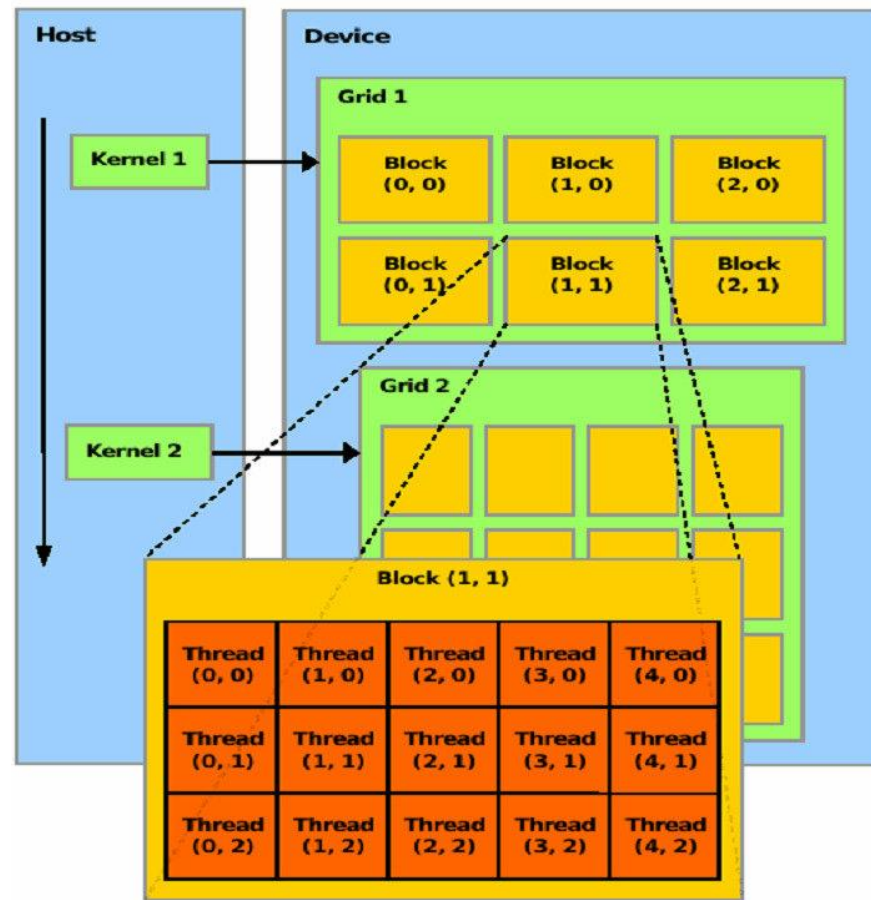 Host
Device
Grid 1
Kernel 1
Block
(0, 0)
Block
(1, 0)
Block
(2, 0)
Block
(0, 1)
Block
(1, 1)
Block
(2, 1)
Grid 2
Kernel 2
Block (1, 1)
Thread
(0, 0)
Thread
(1, 0)
Thread
(2, 0)
Thread
(3, 0)
Thread
(4, 0)
Thread
(0, 1)
Thread
(1, 1)
Thread
(2, 1)
Thread
(3, 1)
Thread
(4, 1)
Thread
(0, 2)
Thread
(1, 2)
Thread
(2, 2)
Thread
(3, 2)
Thread
(4, 2)